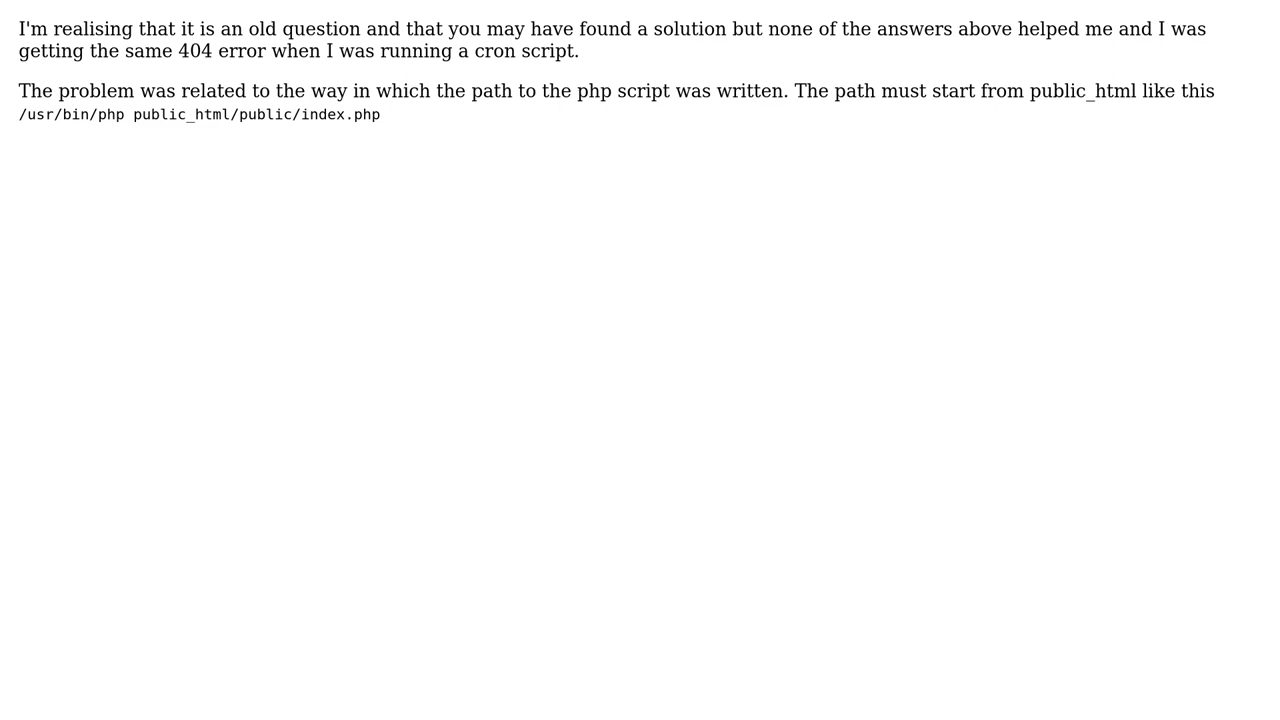 I'm realising that it is an old question and that you may have found a solution but none of the answers above helped me and I was
getting the same 404 error when I was running a cron script.
The problem was related to the way in which the path to the php script was written. The path must start from public_html like this
/usr/bin/php public_html/public/index.php